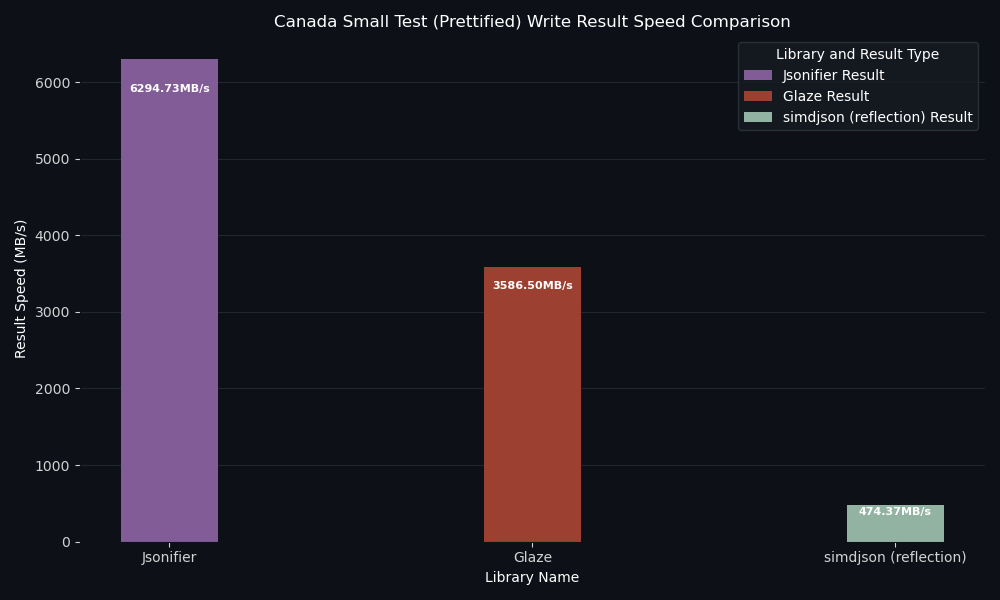 Canada Small Test (Prettified) Write Result Speed Comparison
Library and Result Type
Jsonifier Result
Glaze Result
simdjson (reflection) Result
Result Speed (MB/s)
6000
5000
4000
3000
2000
1000
0
6294.73MB/s
3586.50MB/s
474.37MB/s
Jsonifier
Glaze
simdjson (reflection)
Library Name